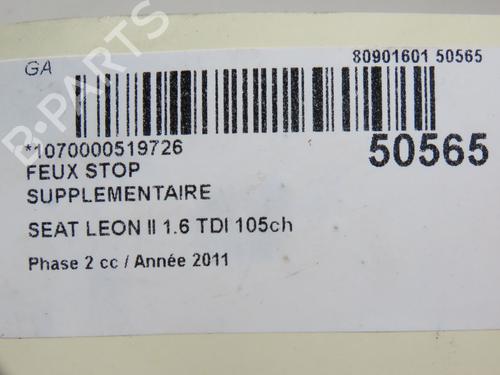 GA
80901601 50565
*1070000519726
50565
FEUX STOP
SUPPLEMENTAIRE
SEAT LEON II 1.6 TDI 105ch
Phase 2 cc / Année 2011